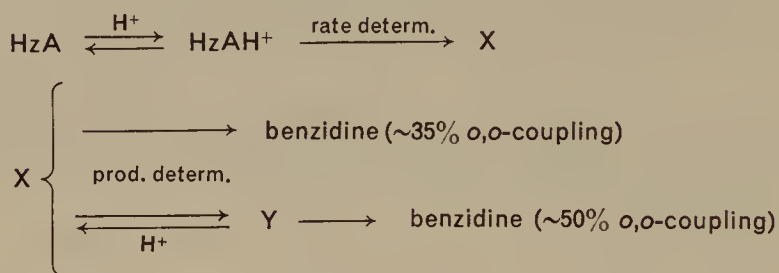 HzA ⇌ H⁺ HzAH⁺ ⟶ rate determ. X
X { ⟶ benzidine (~35% o,o-coupling)
prod. determ.
⇌ H⁺ Y ⟶ benzidine (~50% o,o-coupling)